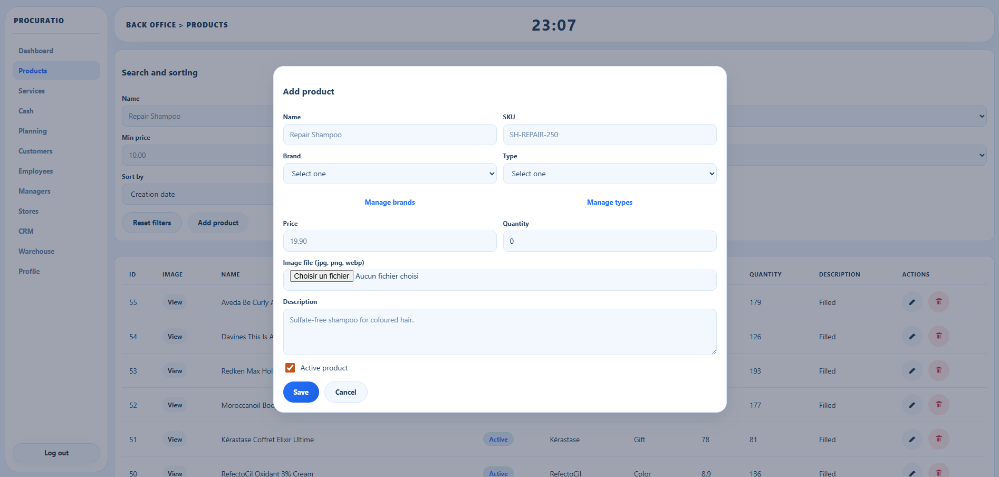 PROCURATIO
Dashboard
Products
Services
Cash
Planning
Customers
Employees
Managers
Stores
CRM
Warehouse
Profile
Log out
BACK OFFICE > PRODUCTS
23:07
Search and sorting
Name
Repair Shampoo
Min price
10.00
Sort by
Creation date
Reset filters
Add product
Add product
Name
SKU
Repair Shampoo
SH-REPAIR-250
Brand
Type
Select one
Select one
Manage brands
Manage types
Price
Quantity
19.90
0
Image file (jpg, png, webp)
Choisir un fichier Aucun fichier choisi
Description
Sulfate-free shampoo for coloured hair.
Active product
Save
Cancel
ID IMAGE NAME QUANTITY DESCRIPTION ACTIONS
55 View Aveda Be Curly 179 Filled
54 View Davines This Is 126 Filled
53 View Redken Max 193 Filled
52 View Moroccanoil 177 Filled
51 View Kérastase Coffret Elixir Ultime Active Kérastase Gift 78 81 Filled
50 View RefectoCil Oxidant 3% Cream Active RefectoCil Color 8.9 136 Filled